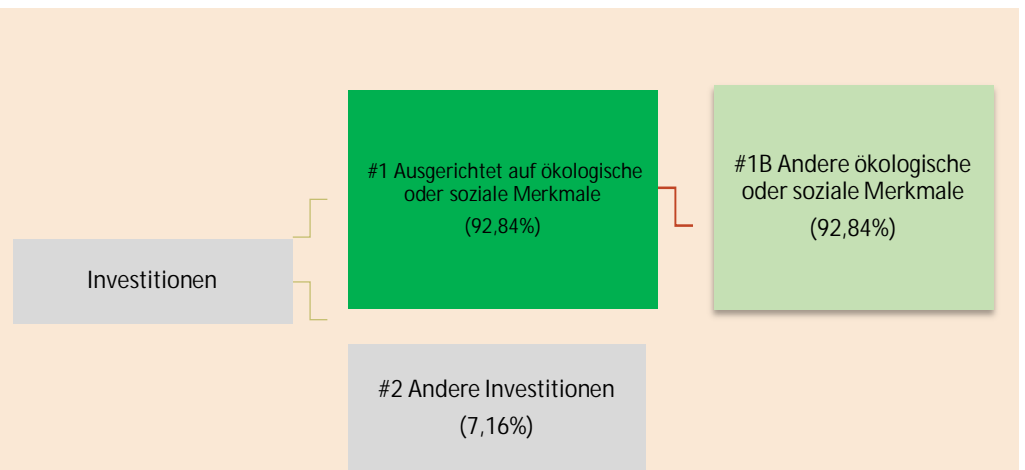 Investitionen
#1 Ausgerichtet auf ökologische
oder soziale Merkmale
(92,84%)
#1B Andere ökologische
oder soziale Merkmale
(92,84%)
#2 Andere Investitionen
(7,16%)